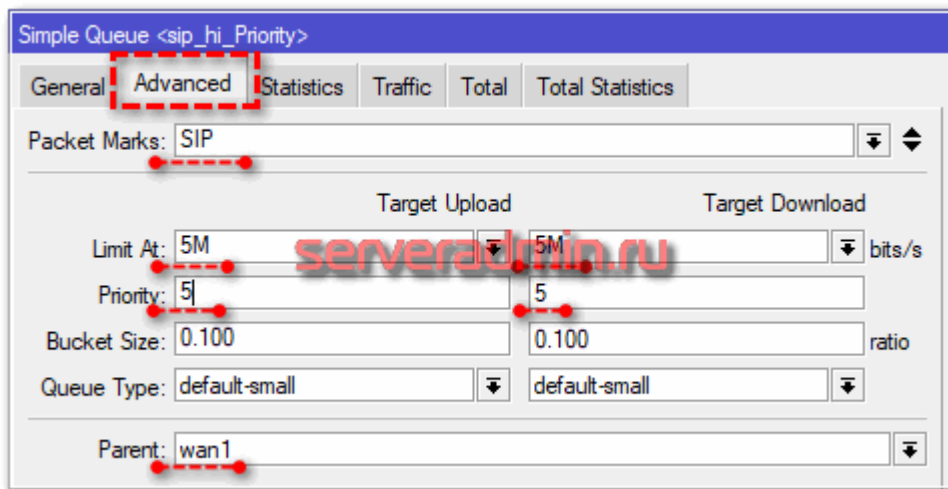 Simple Queue <sip_hi_Priority>
General Advanced Statistics Traffic Total Total Statistics
Packet Marks: SIP
Target Upload Target Download
Limit At: 5M 5M bits/s
serveradmin.ru
Priority: 5 5
Bucket Size: 0.100 0.100 ratio
Queue Type: default-small default-small
Parent: wan1